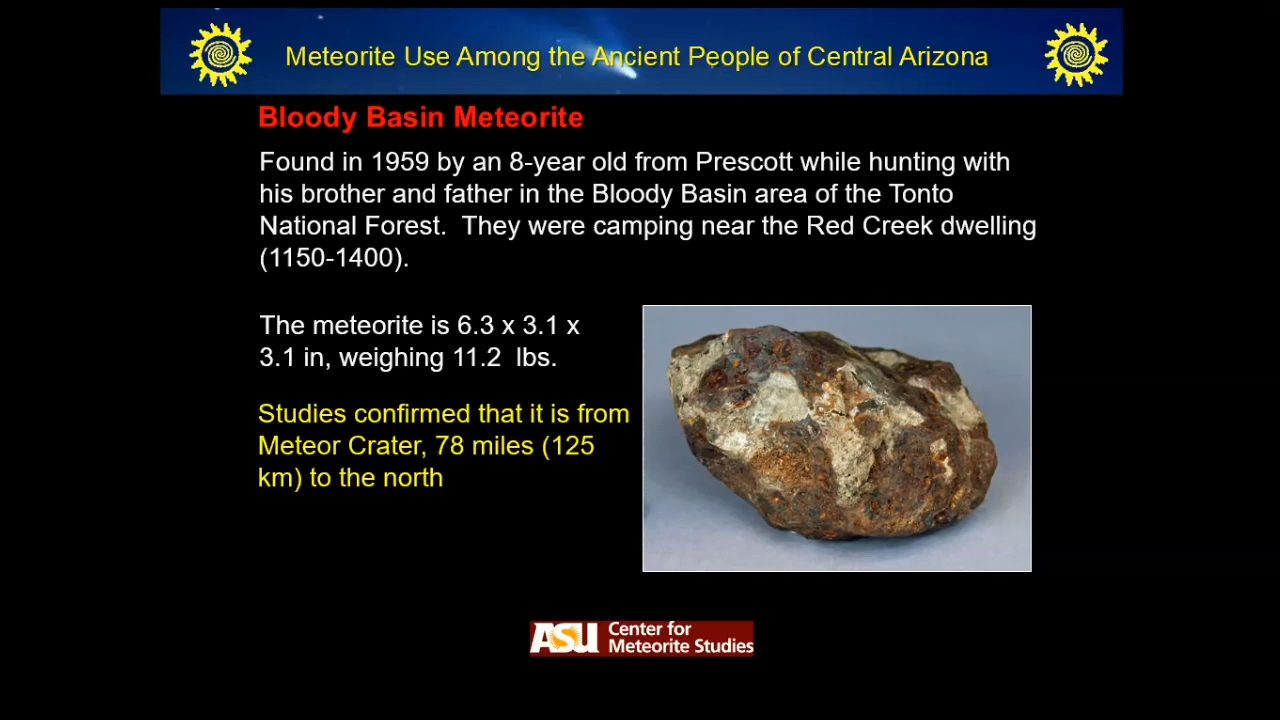 Meteorite Use Among the Ancient People of Central Arizona
Bloody Basin Meteorite
Found in 1959 by an 8-year old from Prescott while hunting with
his brother and father in the Bloody Basin area of the Tonto
National Forest.  They were camping near the Red Creek dwelling
(1150-1400).
The meteorite is 6.3 x 3.1 x
3.1 in, weighing 11.2  lbs.
Studies confirmed that it is from
Meteor Crater, 78 miles (125
km) to the north
ASU Center for
Meteorite Studies